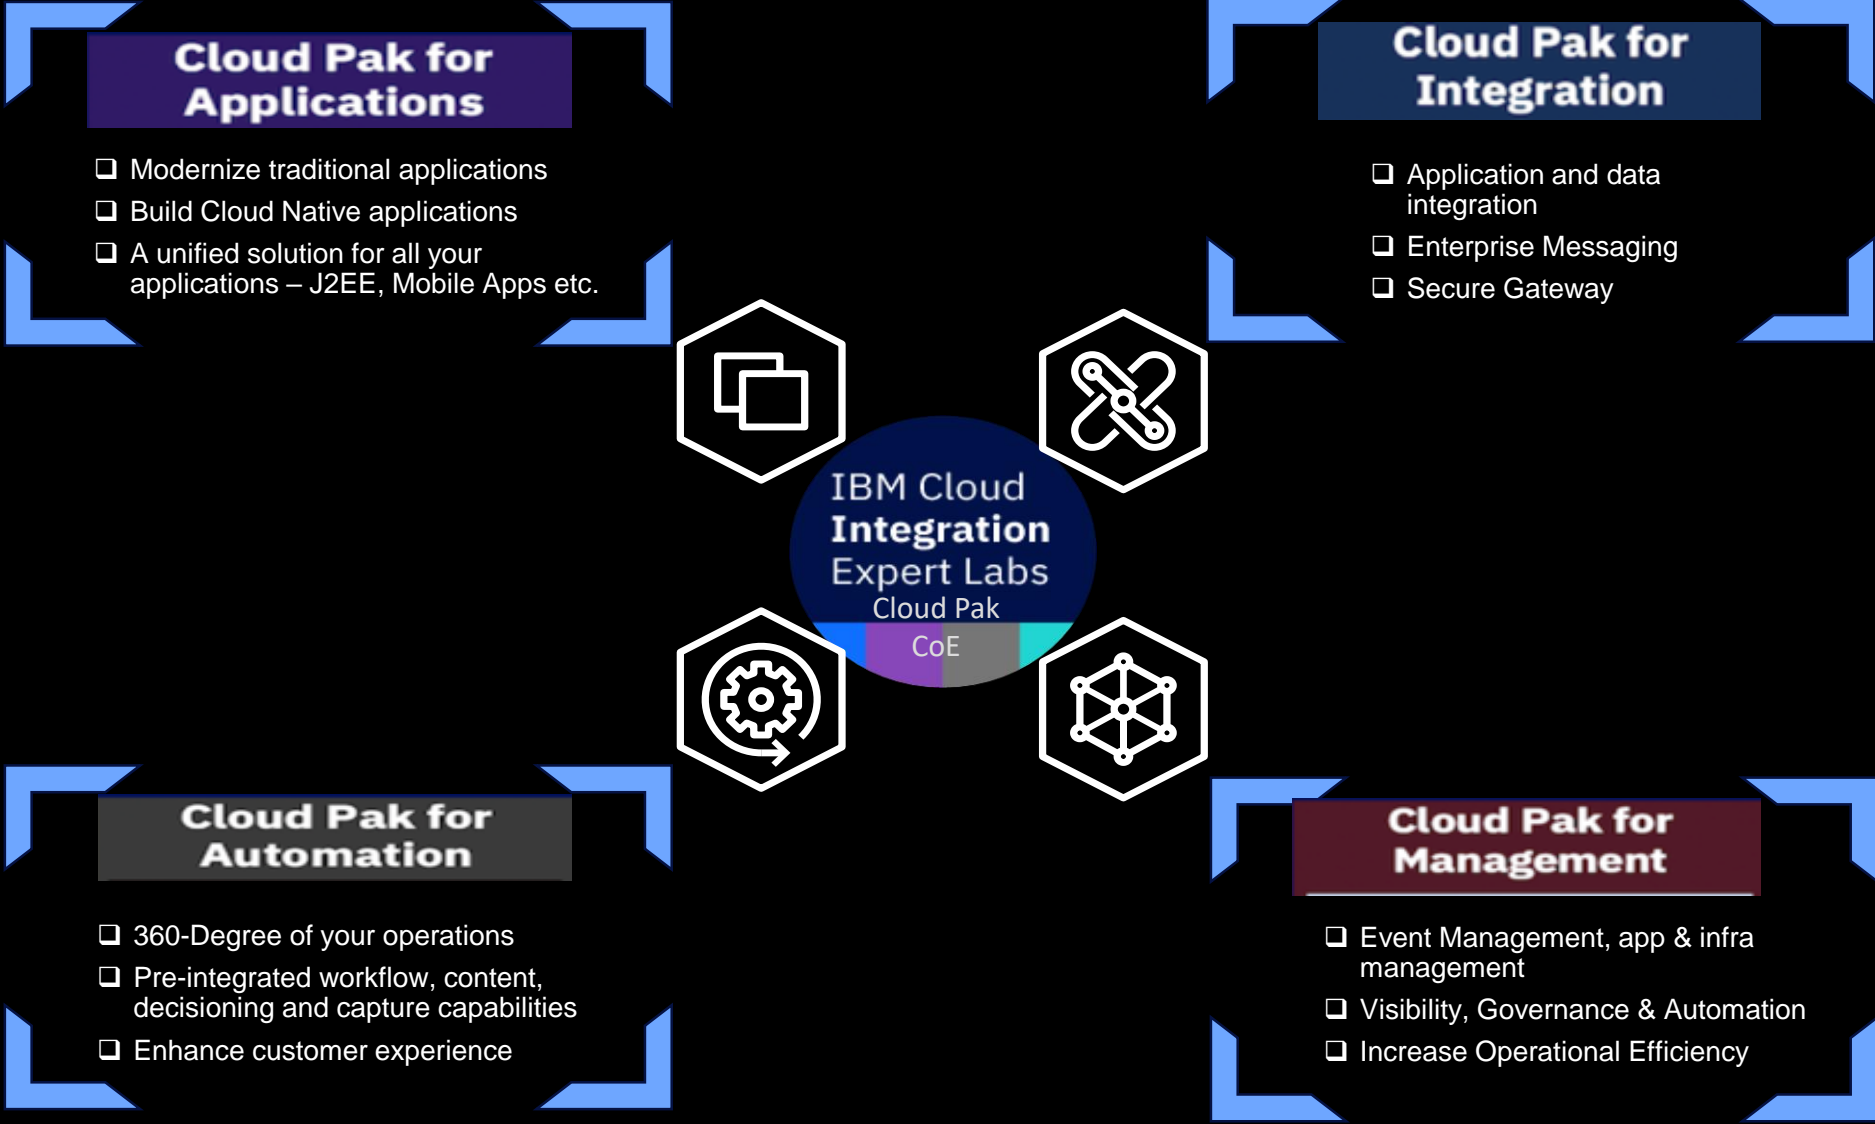 Cloud Pak for
Applications
❑ Modernize traditional applications
❑ Build Cloud Native applications
❑ A unified solution for all your
applications – J2EE, Mobile Apps etc.
Cloud Pak for
Integration
❑ Application and data
integration
❑ Enterprise Messaging
❑ Secure Gateway
IBM Cloud
Integration
Expert Labs
Cloud Pak
CoE
Cloud Pak for
Automation
❑ 360-Degree of your operations
❑ Pre-integrated workflow, content,
decisioning and capture capabilities
❑ Enhance customer experience
Cloud Pak for
Management
❑ Event Management, app & infra
management
❑ Visibility, Governance & Automation
❑ Increase Operational Efficiency